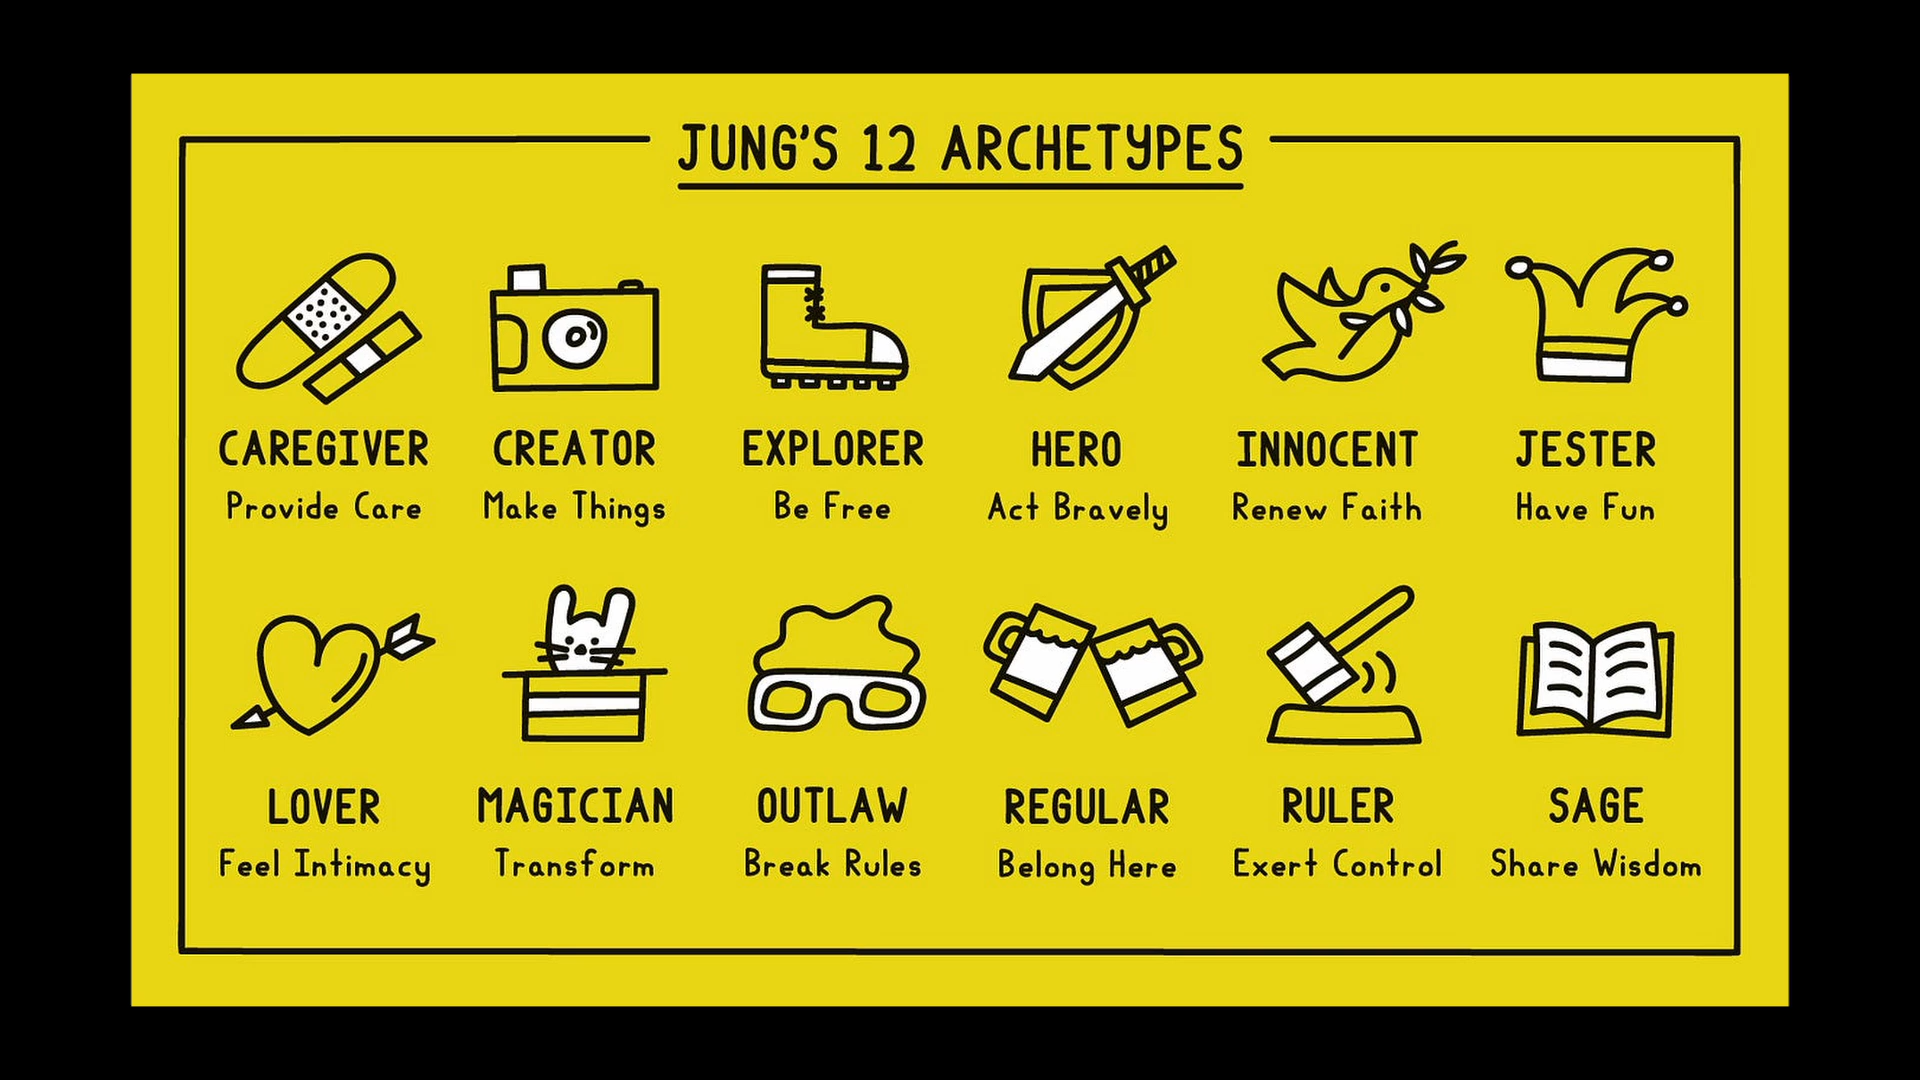 JUNG'S 12 ARCHETYPES
CAREGIVER
Provide Care
CREATOR
Make Things
EXPLORER
Be Free
HERO
Act Bravely
INNOCENT
Renew Faith
JESTER
Have Fun
LOVER
Feel Intimacy
MAGICIAN
Transform
OUTLAW
Break Rules
REGULAR
Belong Here
RULER
Exert Control
SAGE
Share Wisdom